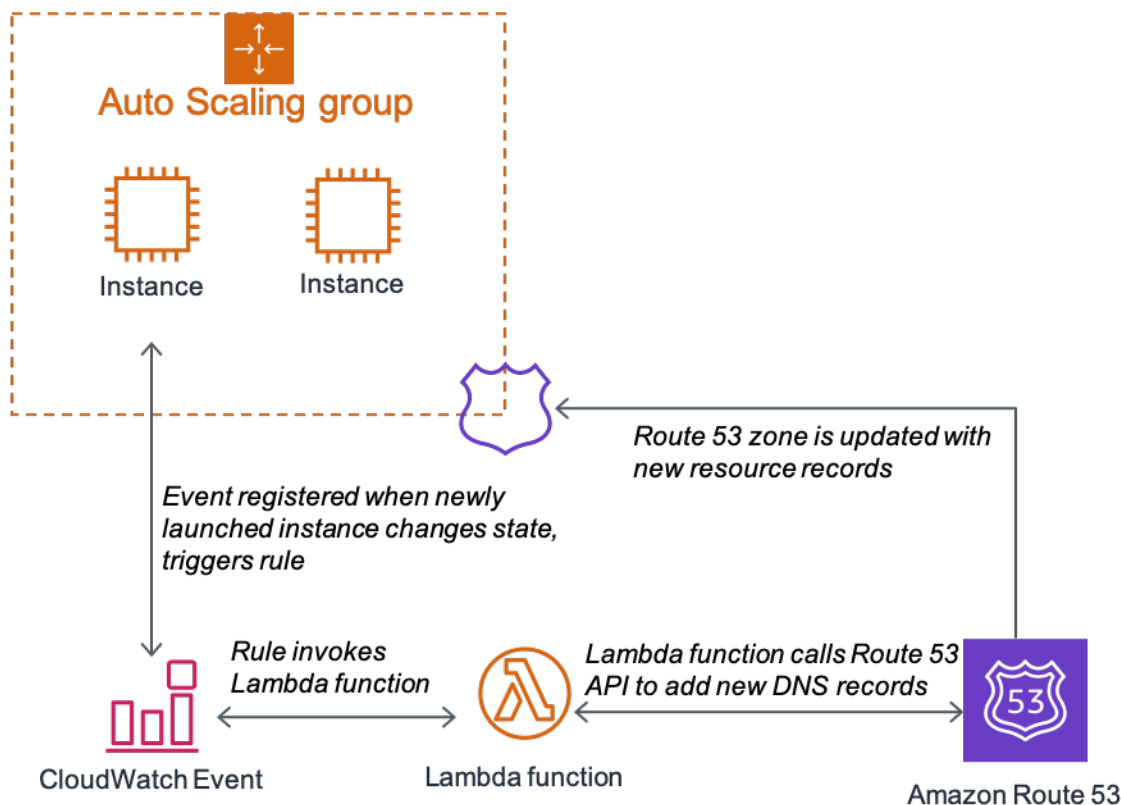 Auto Scaling group
Instance
Instance
Route 53 zone is updated with
new resource records
Event registered when newly
launched instance changes state,
triggers rule
Rule invokes
Lambda function
Lambda function calls Route 53
API to add new DNS records
53
CloudWatch Event
Lambda function
Amazon Route 53